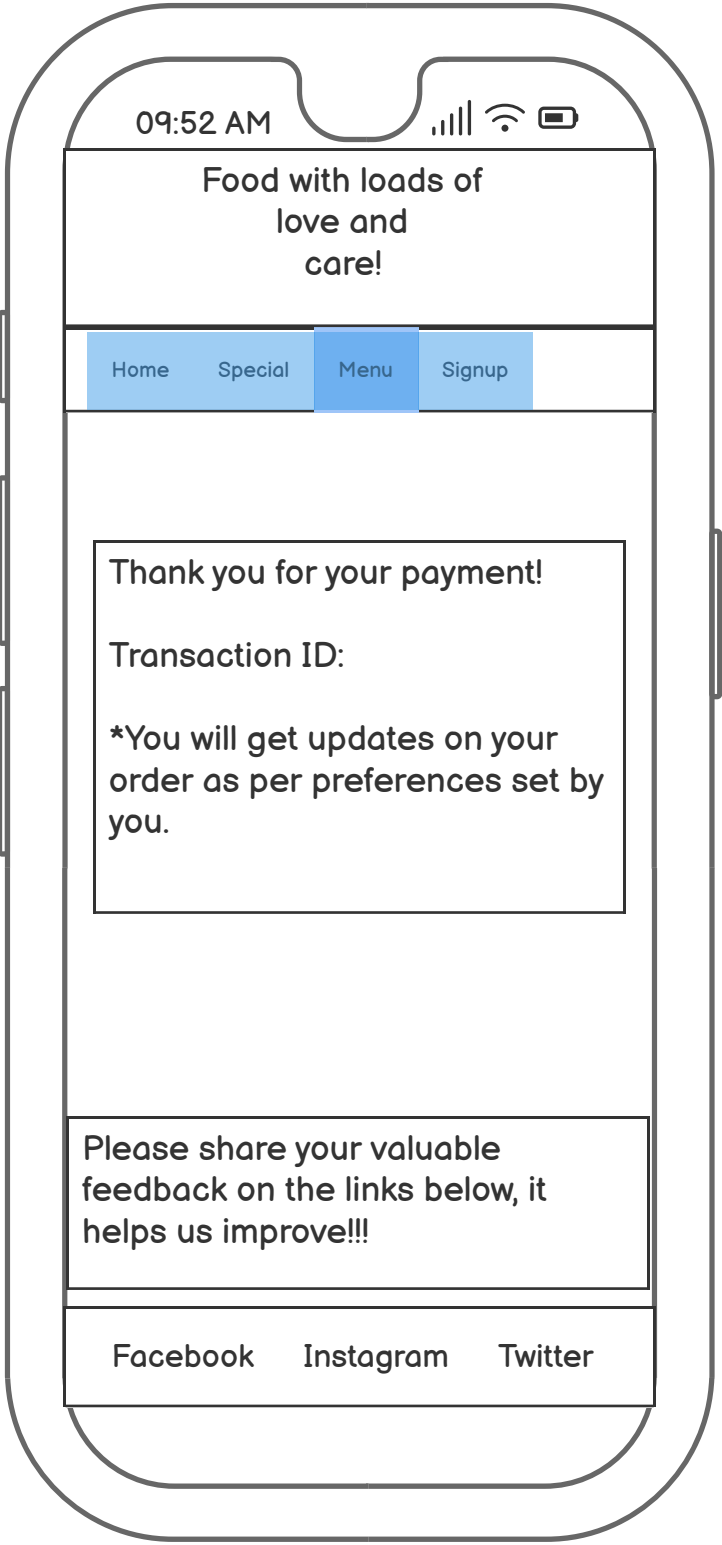 09:52 AM
Food with loads of
love and
care!
Home Special Menu Signup
Thank you for your payment!
Transaction ID:
*You will get updates on your
order as per preferences set by
you.
Please share your valuable
feedback on the links below, it
helps us improve!!!
Facebook Instagram Twitter